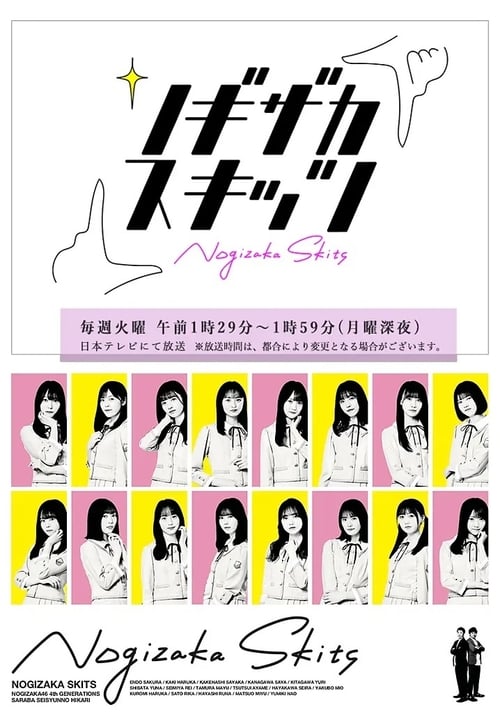 ノギザカ
スキッツ
Nogizaka Skits
毎週火曜 午前1時29分～1時59分(月曜深夜)
日本テレビにて放送 ※放送時間は、都合により変更となる場合がございます。
Nogizaka Skits
NOGIZAKA SKITS
NOGIZAKA46 4th GENERATIONS
SARABA SEISYUNNO HIKARI
ENDO SAKURA / KAKI HARUKA / KAKEHASHI SAYAKA / KANAGAWA SAYA / KITAGAWA YURI
SHIBATA YUNA / SEIMIYA REI / TAMURA MAYU / TSUTSUI AYAME / HAYAKAWA SEIRA / YAKUBO MIO
KUROMI HARUKA / SATO RIKA / HAYASHI RUNA / MATSUO MIYU / YUMIKI NAO